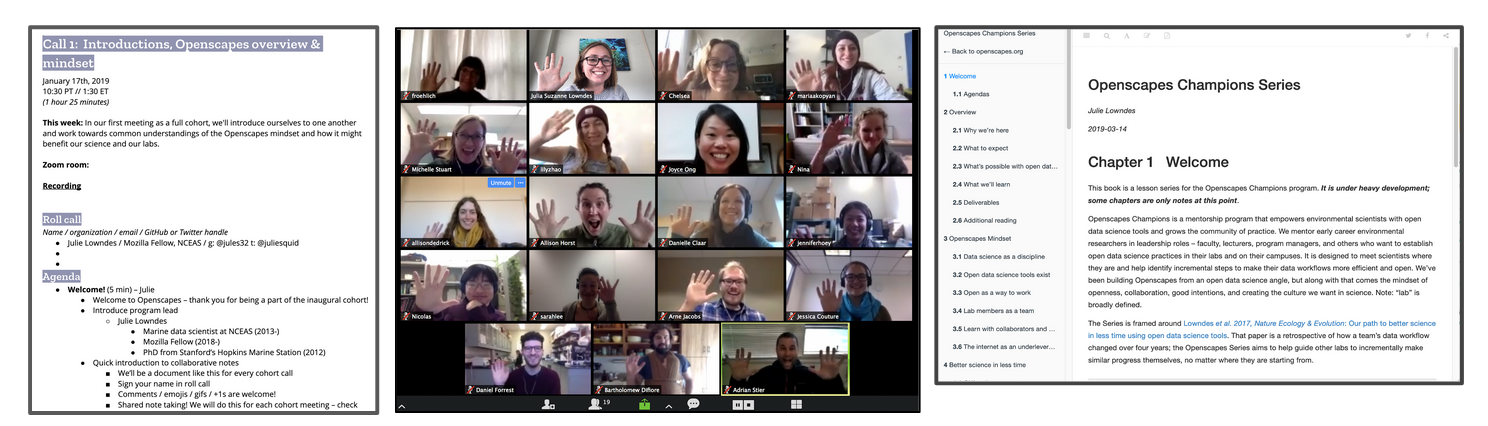 Call 1: Introductions, Openscapes overview &
mindset
January 17th, 2019
10:30 PT // 1:30 ET
(1 hour 25 minutes)
This week: In our first meeting as a full cohort, we'll introduce ourselves to one another
and work towards common understandings of the Openscapes mindset and how it might
benefit our science and our labs.
Zoom room:
Recording
Roll call
Name / organization / email / GitHub or Twitter handle
● Julie Lowndes / Mozilla Fellow, NCEAS / g: @jules32 t: @juliesquid
●
●
Agenda
● Welcome! (5 min) – Julie
● Welcome to Openscapes – thank you for being a part of the inaugural cohort!
● Introduce program lead
○ Julie Lowndes
● Marine data scientist at NCEAS (2013-)
● Mozilla Fellow (2018-)
● PhD from Stanford's Hopkins Marine Station (2012)
● Quick introduction to collaborative notes
■ We'll be a document like this for every cohort call
■ Sign your name in roll call
■ Comments / emojis / gifs / +1s are welcome!
■ Shared note taking! We will do this for each cohort meeting – check
froehlich
Julia Suzanne Lowndes
Chelsea
mariaakopyan
Michelle Stuart
lilyzhao
Joyce Ong
Nina
Unmute ...
allisondedrick
Allison Horst
Danielle Claar
Jenniferhoey
Nicolas
sarahlee
Arne Jacobs
Jessica Couture
Daniel Forrest
Bartholomew Difiore
Adrian Stier
19
Openscapes Champions Series
← Back to openscapes.org
1 Welcome
1.1 Agendas
2 Overview
2.1 Why we're here
2.2 What to expect
2.3 What's possible with open dat...
2.4 What we'll learn
2.5 Deliverables
2.6 Additional reading
3 Openscapes Mindset
3.1 Data science as a discipline
3.2 Open data science tools exist
3.3 Open as a way to work
3.4 Lab members as a team
3.5 Learn with collaborators and ...
3.6 The internet as an underlever...
4 Better science in less time
Openscapes Champions Series
Julie Lowndes
2019-03-14
Chapter 1 Welcome
This book is a lesson series for the Openscapes Champions program. It is under heavy development;
some chapters are only notes at this point.
Openscapes Champions is a mentorship program that empowers environmental scientists with open
data science tools and grows the community of practice. We mentor early career environmental
researchers in leadership roles – faculty, lecturers, program managers, and others who want to establish
open data science practices in their labs and on their campuses. It is designed to meet scientists where
they are and help identify incremental steps to make their data workflows more efficient and open. We've
been building Openscapes from an open data science angle, but along with that comes the mindset of
openness, collaboration, good intentions, and creating the culture we want in science. Note: "lab" is
broadly defined.
The Series is framed around Lowndes et al. 2017, Nature Ecology & Evolution: Our path to better science
in less time using open data science tools. That paper is a retrospective of how a team's data workflow
changed over four years; the Openscapes Series aims to help guide other labs to incrementally make
similar progress themselves, no matter where they are starting from.